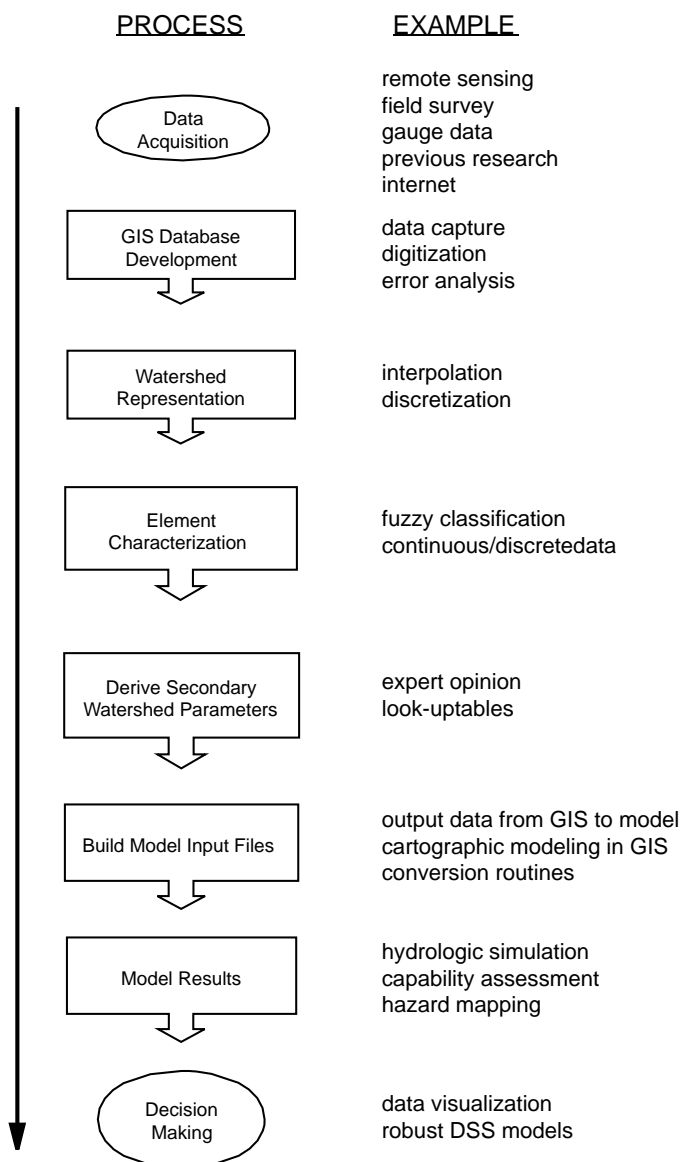 PROCESS EXAMPLE
Data
Acquisition
remote sensing
field survey
gauge data
previous research
internet
GIS Database
Development
data capture
digitization
error analysis
Watershed
Representation
interpolation
discretization
Element
Characterization
fuzzy classification
continuous/discretedata
Derive Secondary
Watershed Parameters
expert opinion
look-uptables
Build Model Input Files
output data from GIS to model
cartographic modeling in GIS
conversion routines
Model Results
hydrologic simulation
capability assessment
hazard mapping
Decision
Making
data visualization
robust DSS models